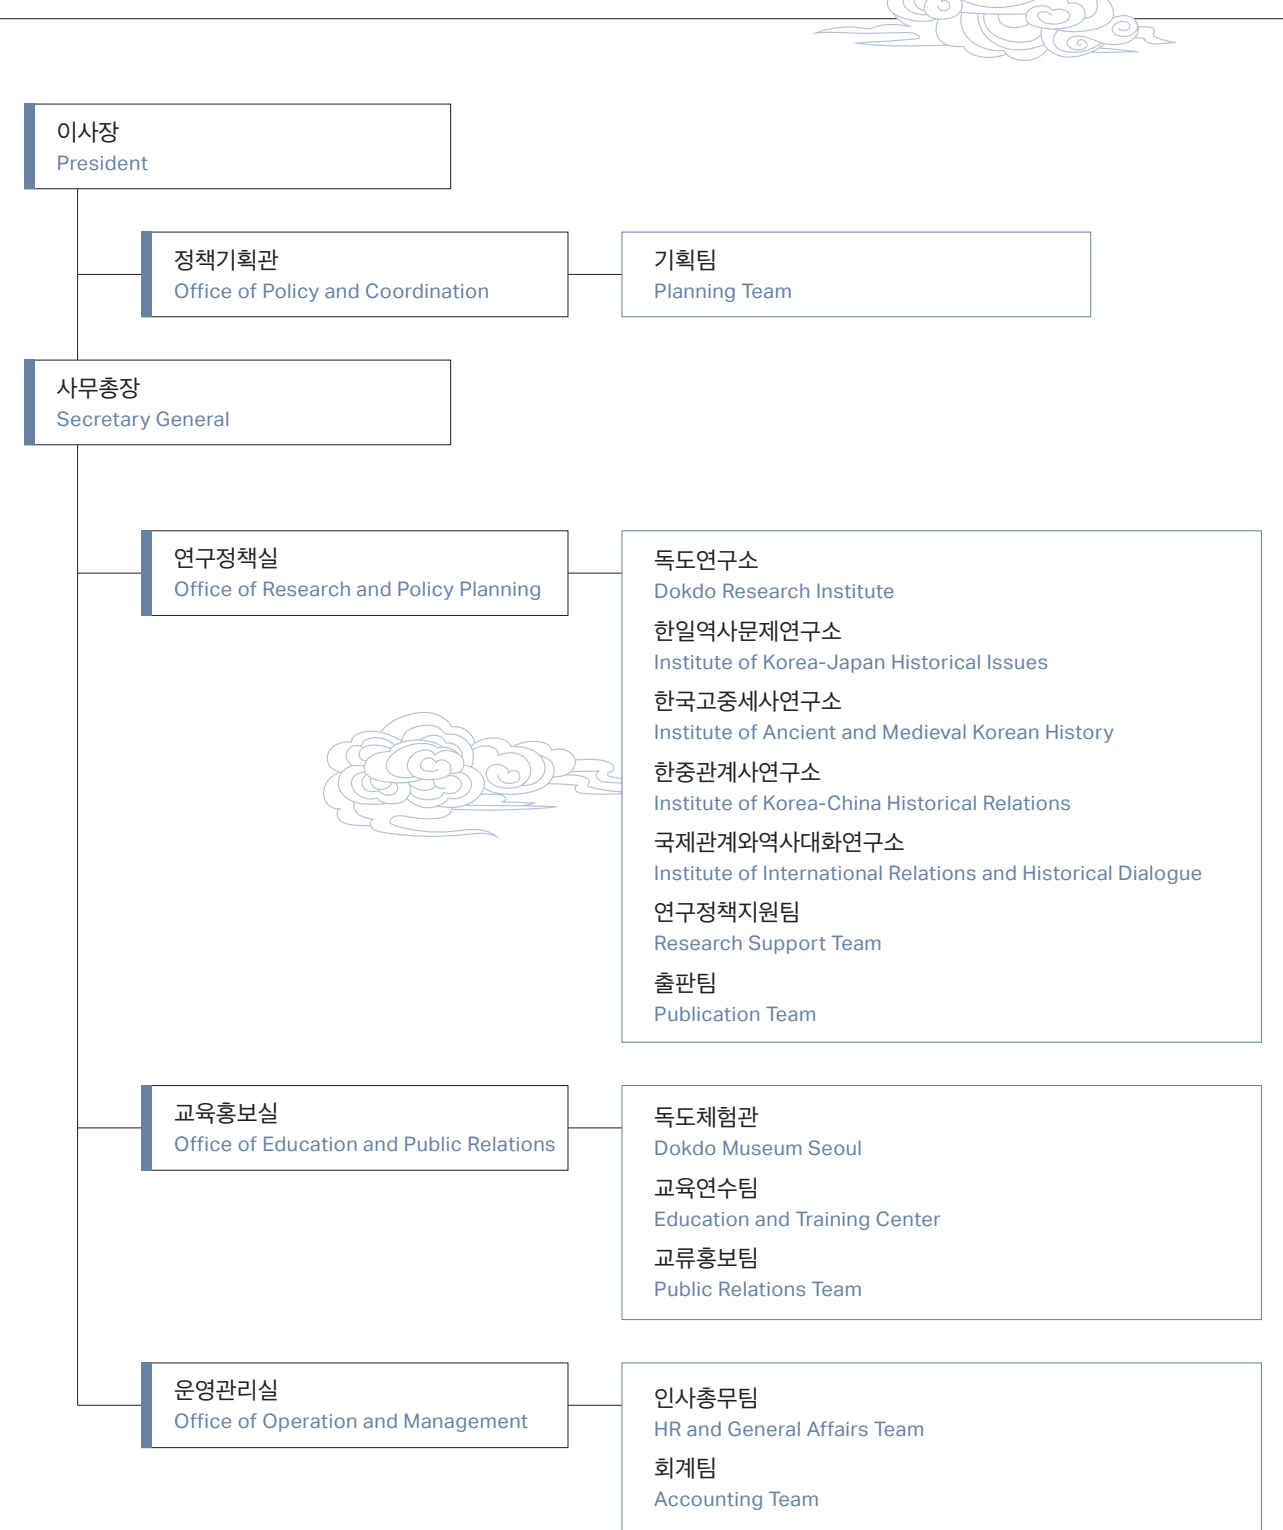 이사장
President
정책기획관
Office of Policy and Coordination
기획팀
Planning Team
사무총장
Secretary General
연구정책실
Office of Research and Policy Planning
독도연구소
Dokdo Research Institute
한일역사문제연구소
Institute of Korea-Japan Historical Issues
한국고중세사연구소
Institute of Ancient and Medieval Korean History
한중관계사연구소
Institute of Korea-China Historical Relations
국제관계와역사대화연구소
Institute of International Relations and Historical Dialogue
연구정책지원팀
Research Support Team
출판팀
Publication Team
교육홍보실
Office of Education and Public Relations
독도체험관
Dokdo Museum Seoul
교육연수팀
Education and Training Center
교류홍보팀
Public Relations Team
운영관리실
Office of Operation and Management
인사총무팀
HR and General Affairs Team
회계팀
Accounting Team